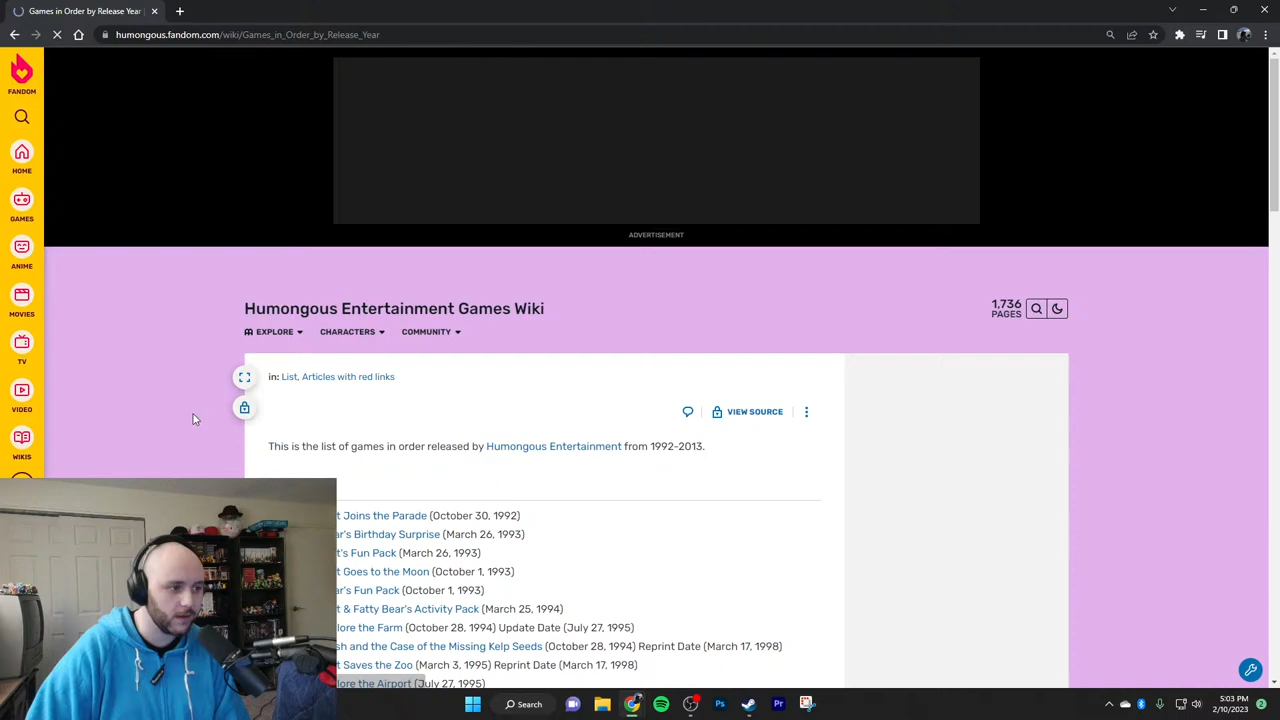 Games in Order by Release Year |
humongous.fandom.com/wiki/Games_in_Order_by_Release_Year
FANDOM
HOME
GAMES
ANIME
MOVIES
TV
VIDEO
WIKIS
ADVERTISEMENT
Humongous Entertainment Games Wiki
1,736
PAGES
EXPLORE
CHARACTERS
COMMUNITY
in: List, Articles with red links
VIEW SOURCE
This is the list of games in order released by Humongous Entertainment from 1992-2013.
t Joins the Parade (October 30, 1992)
ar's Birthday Surprise (March 26, 1993)
t's Fun Pack (March 26, 1993)
t Goes to the Moon (October 1, 1993)
ar's Fun Pack (October 1, 1993)
t & Fatty Bear's Activity Pack (March 25, 1994)
lore the Farm (October 28, 1994) Update Date (July 27, 1995)
sh and the Case of the Missing Kelp Seeds (October 28, 1994) Reprint Date (March 17, 1998)
t Saves the Zoo (March 3, 1995) Reprint Date (March 17, 1998)
lore the Airport (July 27, 1995)
Search
5:03 PM
2/10/2023
2